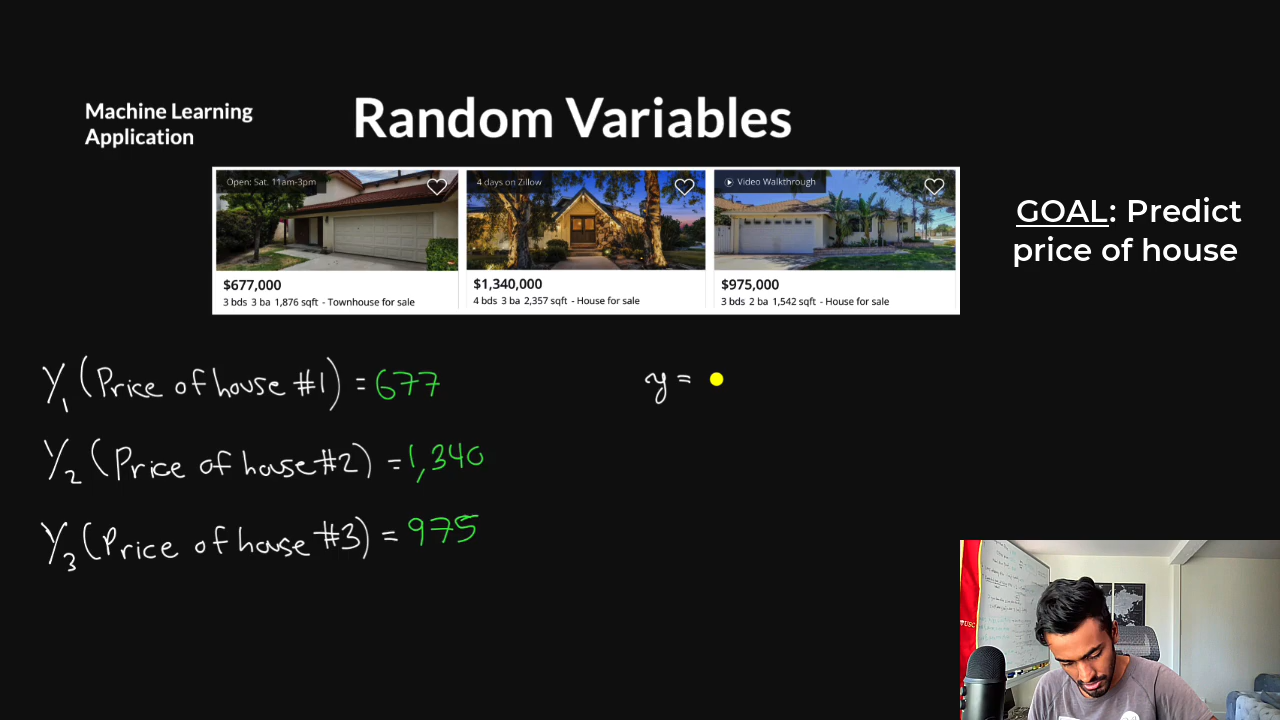 Machine Learning
Application
Random Variables
Open: Sat. 11am-3pm
4 days on Zillow
Video Walkthrough
$677,000
3 bds 3 ba 1,876 sqft - Townhouse for sale
$1,340,000
4 bds 3 ba 2,357 sqft - House for sale
$975,000
3 bds 2 ba 1,542 sqft - House for sale
GOAL: Predict
price of house
Y₁ (Price of house #1) = 677
Y₂ (Price of house #2) = 1,340
Y₃ (Price of house #3) = 975
y =
USC